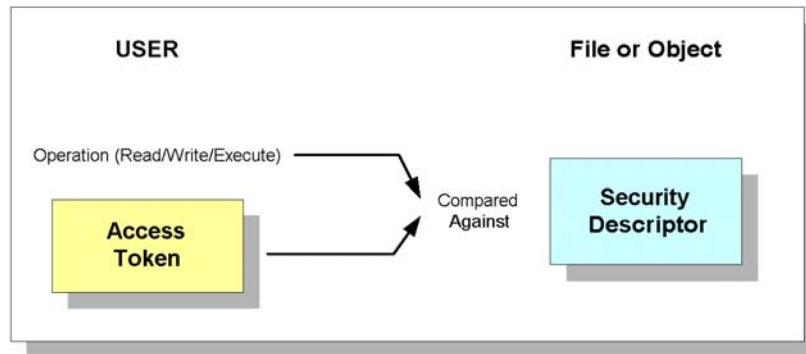 USER
File or Object
Operation (Read/Write/Execute)
Access
Token
Compared
Against
Security
Descriptor